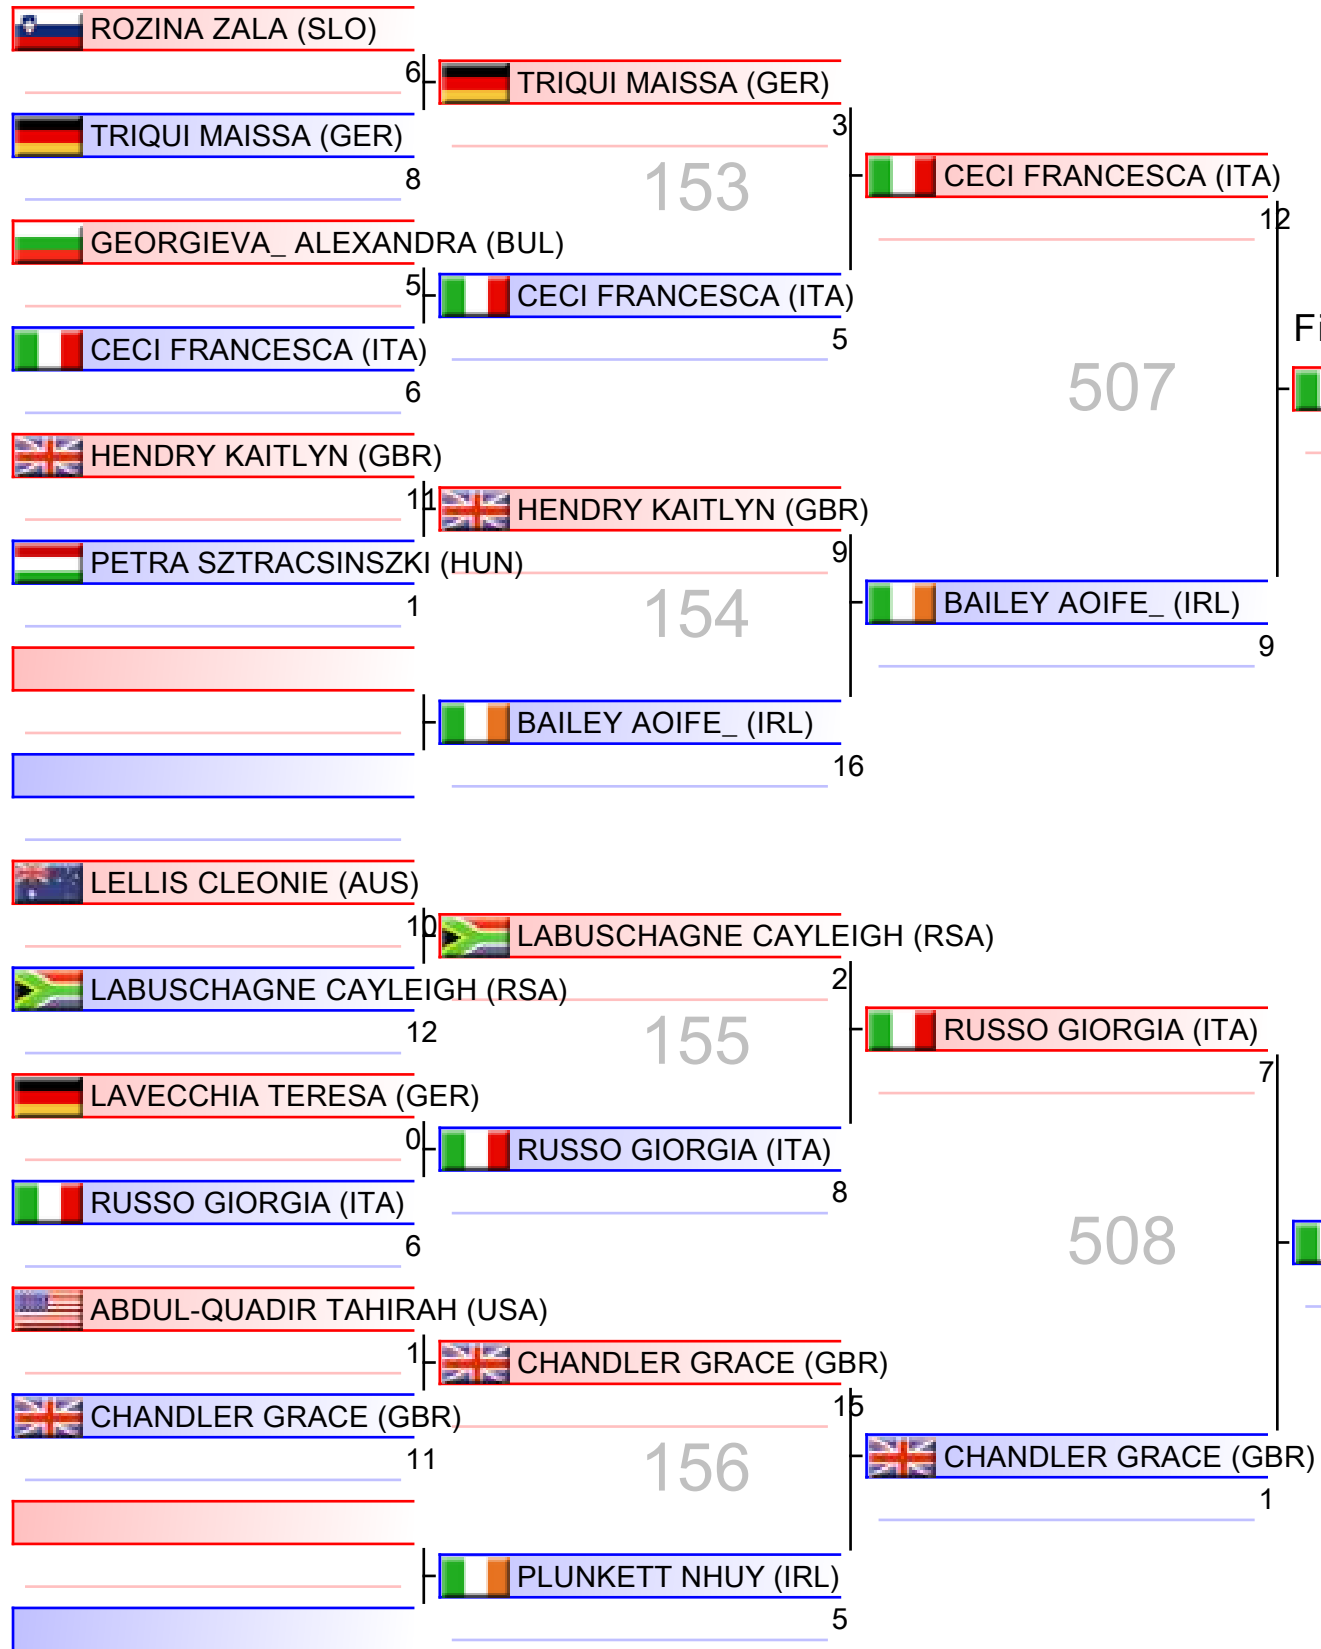 ROZINA ZALA (SLO)
6
TRIQUI MAISSA (GER)
TRIQUI MAISSA (GER)
3
8
153
CECI FRANCESCA (ITA)
12
GEORGIEVA_ ALEXANDRA (BUL)
5
CECI FRANCESCA (ITA)
5
CECI FRANCESCA (ITA)
6
507
HENDRY KAITLYN (GBR)
11
HENDRY KAITLYN (GBR)
9
PETRA SZTRACSINSZKI (HUN)
1
154
BAILEY AOIFE_ (IRL)
9
BAILEY AOIFE_ (IRL)
16
LELLIS CLEONIE (AUS)
10
LABUSCHAGNE CAYLEIGH (RSA)
2
LABUSCHAGNE CAYLEIGH (RSA)
12
155
RUSSO GIORGIA (ITA)
7
LAVECCHIA TERESA (GER)
0
RUSSO GIORGIA (ITA)
8
RUSSO GIORGIA (ITA)
6
508
ABDUL-QUADIR TAHIRAH (USA)
1
CHANDLER GRACE (GBR)
15
CHANDLER GRACE (GBR)
11
156
CHANDLER GRACE (GBR)
1
PLUNKETT NHUY (IRL)
5